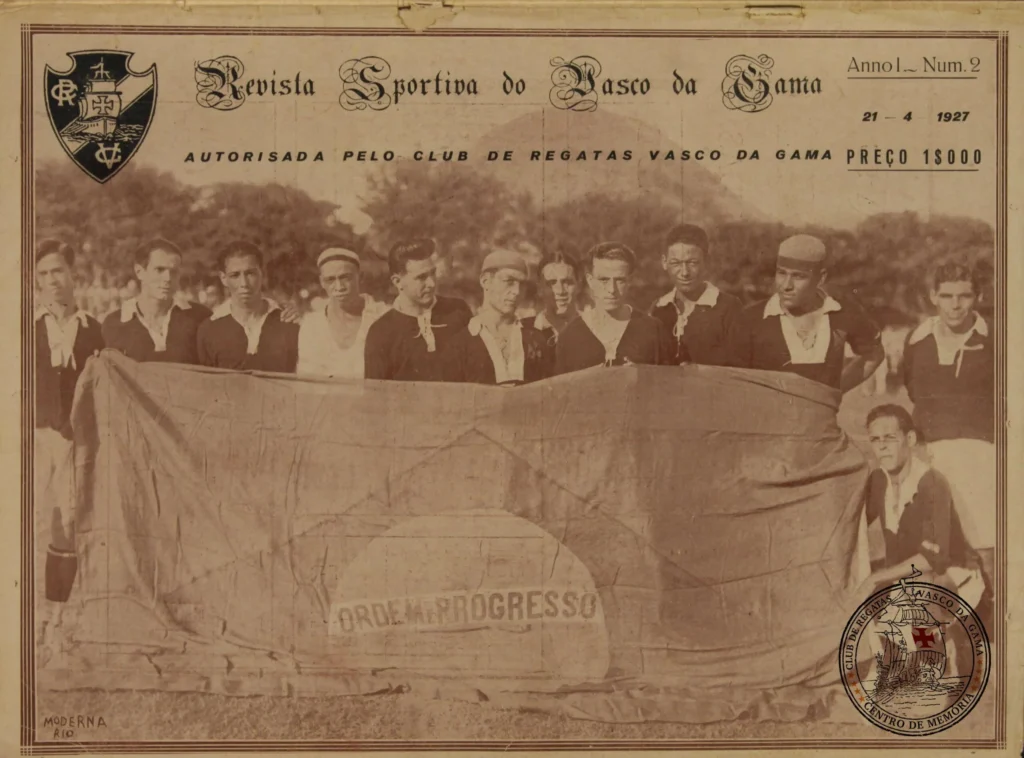 Revista Sportiva do Vasco da Gama
Anno I - Num. 2
21 - 4 1927
AUTORISADA PELO CLUB DE REGATAS VASCO DA GAMA
PREÇO 1$000
CR
VG
ORDEM E PROGRESSO
MODERNA
RIO
CLUB DE REGATAS VASCO DA GAMA
CENTRO DE MEMÓRIA